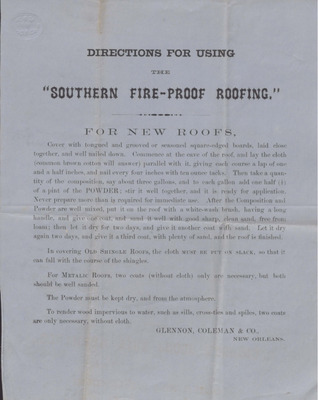 DIRECTIONS FOR USING
THE
"SOUTHERN FIRE-PROOF ROOFING."
FOR NEW ROOFS,
Cover with tongued and grooved or seasoned square-edged boards, laid close
together, and well nailed down. Commence at the eave of the roof, and lay the cloth
(common brown cotton will answer) parallel with it, giving each course a lap of one
and a half inches, and nail every four inches with ten ounce tacks. Then take a quan-
tity of the composition, say about three gallons, and to each gallon add one half (½)
of a pint of the POWDER; stir it well together, and it is ready for application.
Never prepare more than is required for immediate use. After the Composition and
Powder are well mixed, put it on the roof with a white-wash brush, having a long
handle, and give one coat; and sand it well with good sharp, clean sand, free from
loam; then let it dry for two days, and give it another coat with sand. Let it dry
again two days, and give it a third coat, with plenty of sand, and the roof is finished.
In covering OLD SHINGLE ROOFS, the cloth MUST BE PUT ON SLACK, so that it
can fall with the course of the shingles.
For METALIC ROOFS, two coats (without cloth) only are necessary, but both
should be well sanded.
The Powder must be kept dry, and from the atmosphere.
To render wood impervious to water, such as sills, cross-ties and spiles, two coats
are only necessary, without cloth.
GLENNON, COLEMAN & CO.,
NEW ORLEANS.